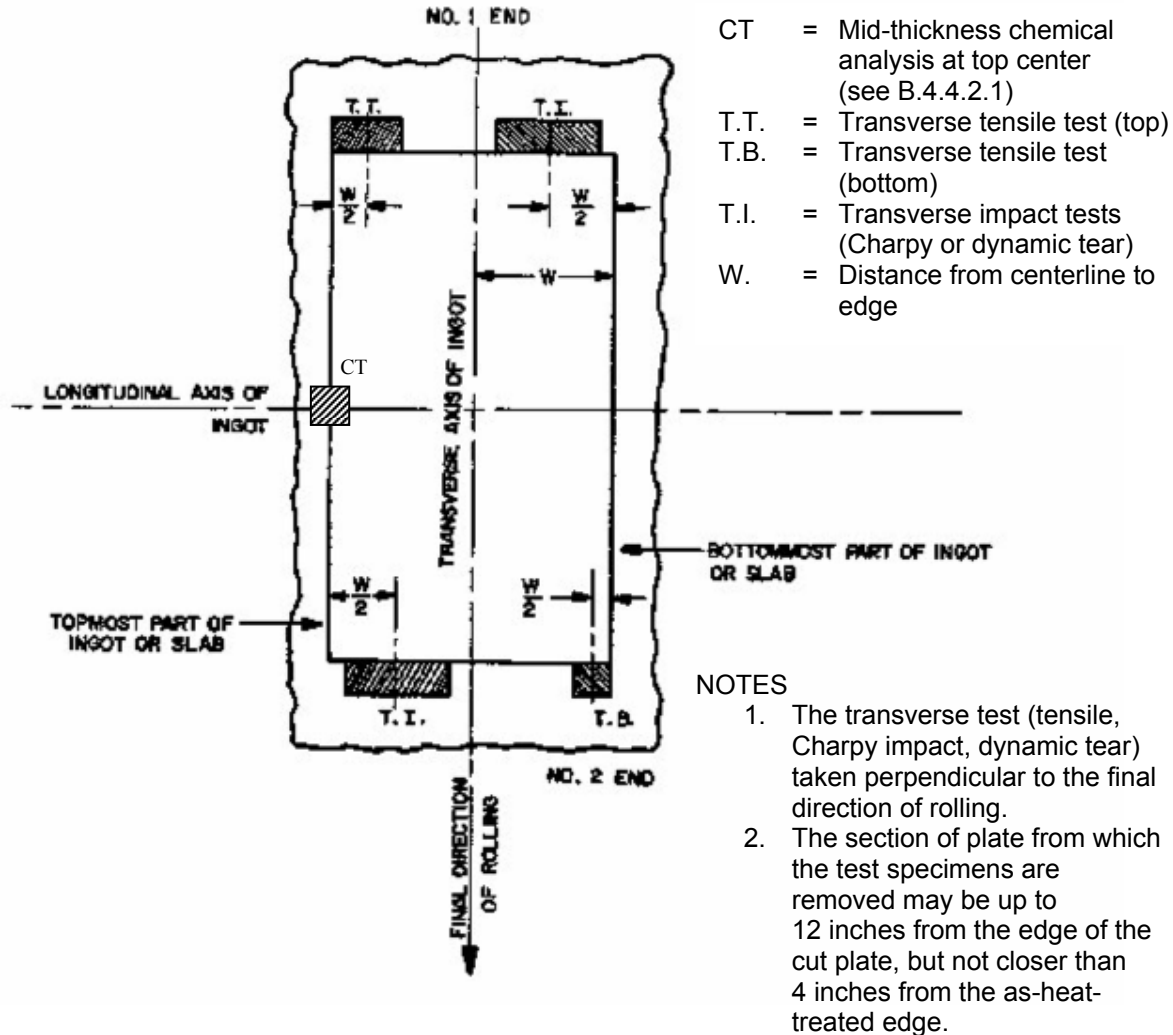 NO. 1 END
T.T.
T.I.
W
2
W
2
W
CT
LONGITUDINAL AXIS OF
INGOT
TRANSVERSE AXIS OF INGOT
BOTTOMMOST PART OF INGOT
OR SLAB
W
2
W
2
TOPMOST PART OF
INGOT OR SLAB
T.I.
T.B.
NO. 2 END
FINAL DIRECTION
OF ROLLING
CT = Mid-thickness chemical
analysis at top center
(see B.4.4.2.1)
T.T. = Transverse tensile test (top)
T.B. = Transverse tensile test
(bottom)
T.I. = Transverse impact tests
(Charpy or dynamic tear)
W. = Distance from centerline to
edge
NOTES
1. The transverse test (tensile,
Charpy impact, dynamic tear)
taken perpendicular to the final
direction of rolling.
2. The section of plate from which
the test specimens are
removed may be up to
12 inches from the edge of the
cut plate, but not closer than
4 inches from the as-heat-
treated edge.